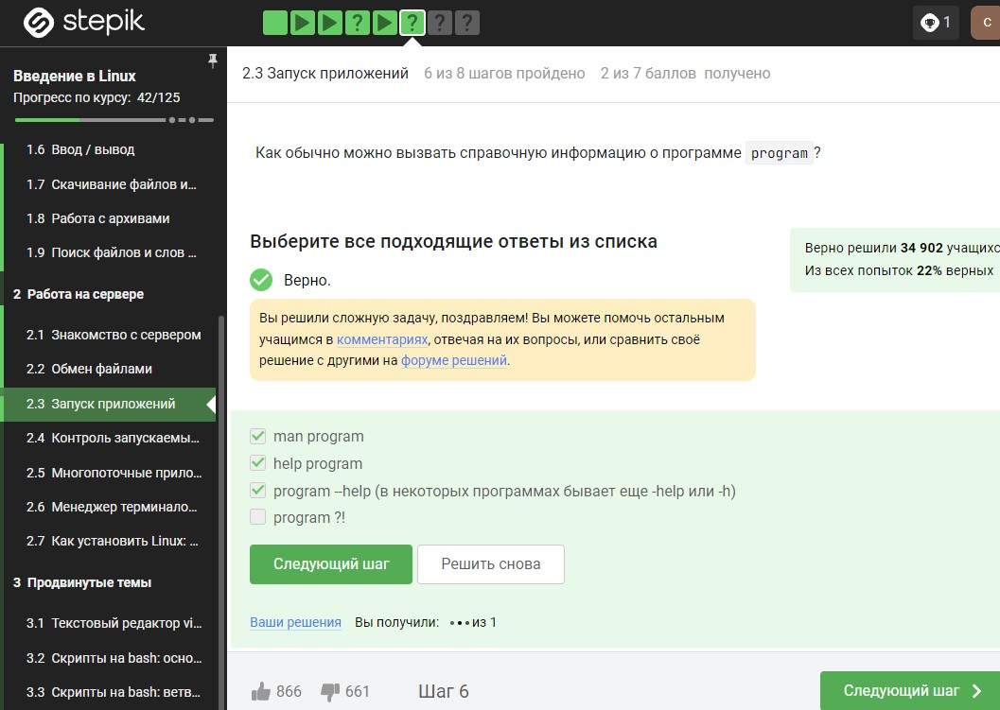 stepik
1
C
Введение в Linux
Прогресс по курсу: 42/125
1.6 Ввод / вывод
1.7 Скачивание файлов и...
1.8 Работа с архивами
1.9 Поиск файлов и слов ...
2 Работа на сервере
2.1 Знакомство с сервером
2.2 Обмен файлами
2.3 Запуск приложений
2.4 Контроль запускаемы...
2.5 Многопоточные прило...
2.6 Менеджер терминало...
2.7 Как установить Linux: ...
3 Продвинутые темы
3.1 Текстовый редактор vi...
3.2 Скрипты на bash: осно...
3.3 Скрипты на bash: ветв...
2.3 Запуск приложений 6 из 8 шагов пройдено 2 из 7 баллов получено
Как обычно можно вызвать справочную информацию о программе program ?
Выберите все подходящие ответы из списка
Верно.
Вы решили сложную задачу, поздравляем! Вы можете помочь остальным
учащимся в комментариях, отвечая на их вопросы, или сравнить своё
решение с другими на форуме решений.
Верно решили 34 902 учащихс
Из всех попыток 22% верных
man program
help program
program --help (в некоторых программах бывает еще -help или -h)
program ?!
Следующий шаг
Решить снова
Ваши решения Вы получили: ••• из 1
866 661 Шаг 6
Следующий шаг